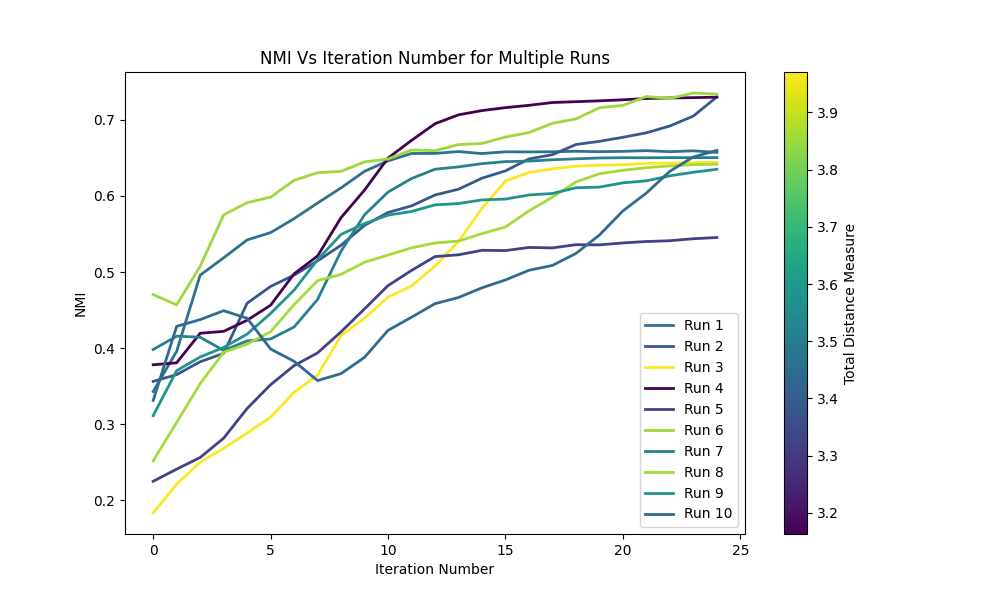 NMI Vs Iteration Number for Multiple Runs
NMI
0.7
0.6
0.5
0.4
0.3
0.2
0
5
10
15
20
25
Iteration Number
Run 1
Run 2
Run 3
Run 4
Run 5
Run 6
Run 7
Run 8
Run 9
Run 10
3.9
3.8
3.7
3.6
3.5
3.4
3.3
3.2
Total Distance Measure